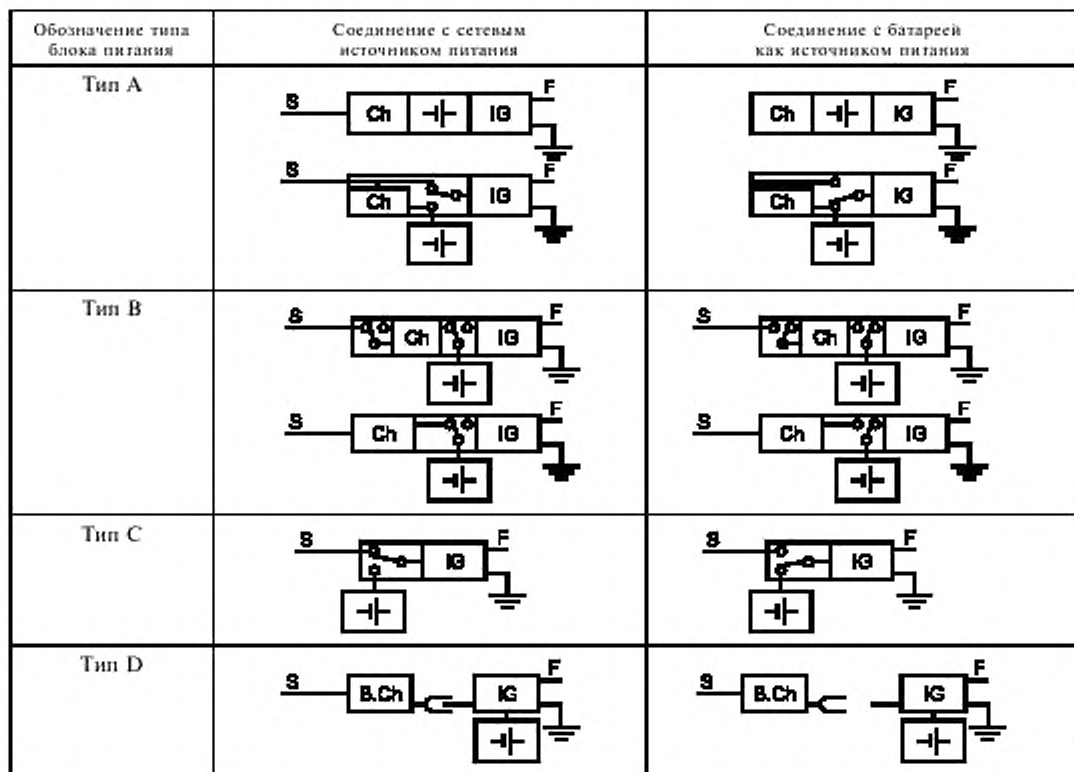 Обозначение типа
блока питания
Соединение с сетевым
источником питания
Соединение с батареей
как источником питания
Тип A
S
Ch
IG
F
S
Ch
IG
F
Ch
IG
F
Ch
IG
F
Тип B
S
Ch
IG
F
S
Ch
IG
F
S
Ch
IG
F
S
Ch
IG
F
Тип C
S
IG
F
S
IG
F
Тип D
S
B.Ch
IG
F
S
B.Ch
IG
F